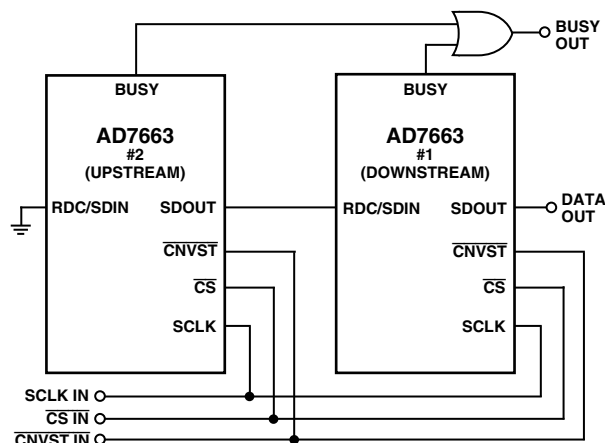 BUSY
OUT
BUSY
BUSY
AD7663
#2
(UPSTREAM)
AD7663
#1
(DOWNSTREAM)
RDC/SDIN
SDOUT
RDC/SDIN
SDOUT
DATA
OUT
CNVST
CNVST
CS
CS
SCLK
SCLK
SCLK IN
CS IN
CNVST IN